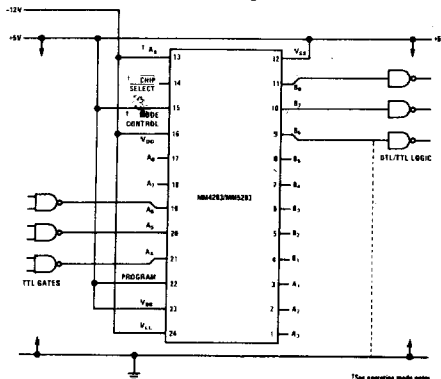 -12V
+5V
+5
† A9
13
CHIP
SELECT
14
15
† MODE
CONTROL
16
VDD
A8
17
A7
18
A6
19
A5
20
A4
21
PROGRAM
22
VBB
23
VLL
24
TTL GATES
MM4203/MM5203
VSS
12
11
B8
10
B7
9
B6
8
B5
7
B4
6
B3
5
B2
4
B1
3
A1
2
A2
1
A3
DTL/TTL LOGIC
†See operating mode notes